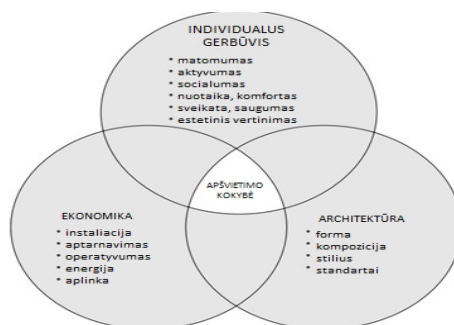 INDIVIDUALUS
GERBŪVIS
* matomumas
* aktyvumas
* socialumas
* nuotaika, komfortas
* sveikata, saugumas
* estetinis vertinimas
APŠVIETIMO
KOKYBĖ
EKONOMIKA
* instaliacija
* aptarnavimas
* operatyvumas
* energija
* aplinka
ARCHITEKTŪRA
* forma
* kompozicija
* stilius
* standartai